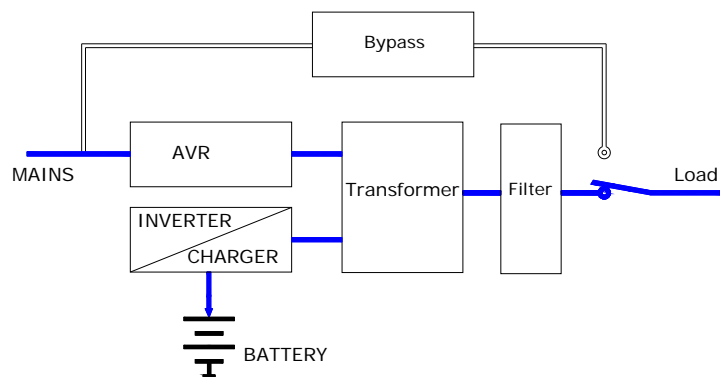 Bypass
MAINS
AVR
INVERTER
CHARGER
BATTERY
Transformer
Filter
Load